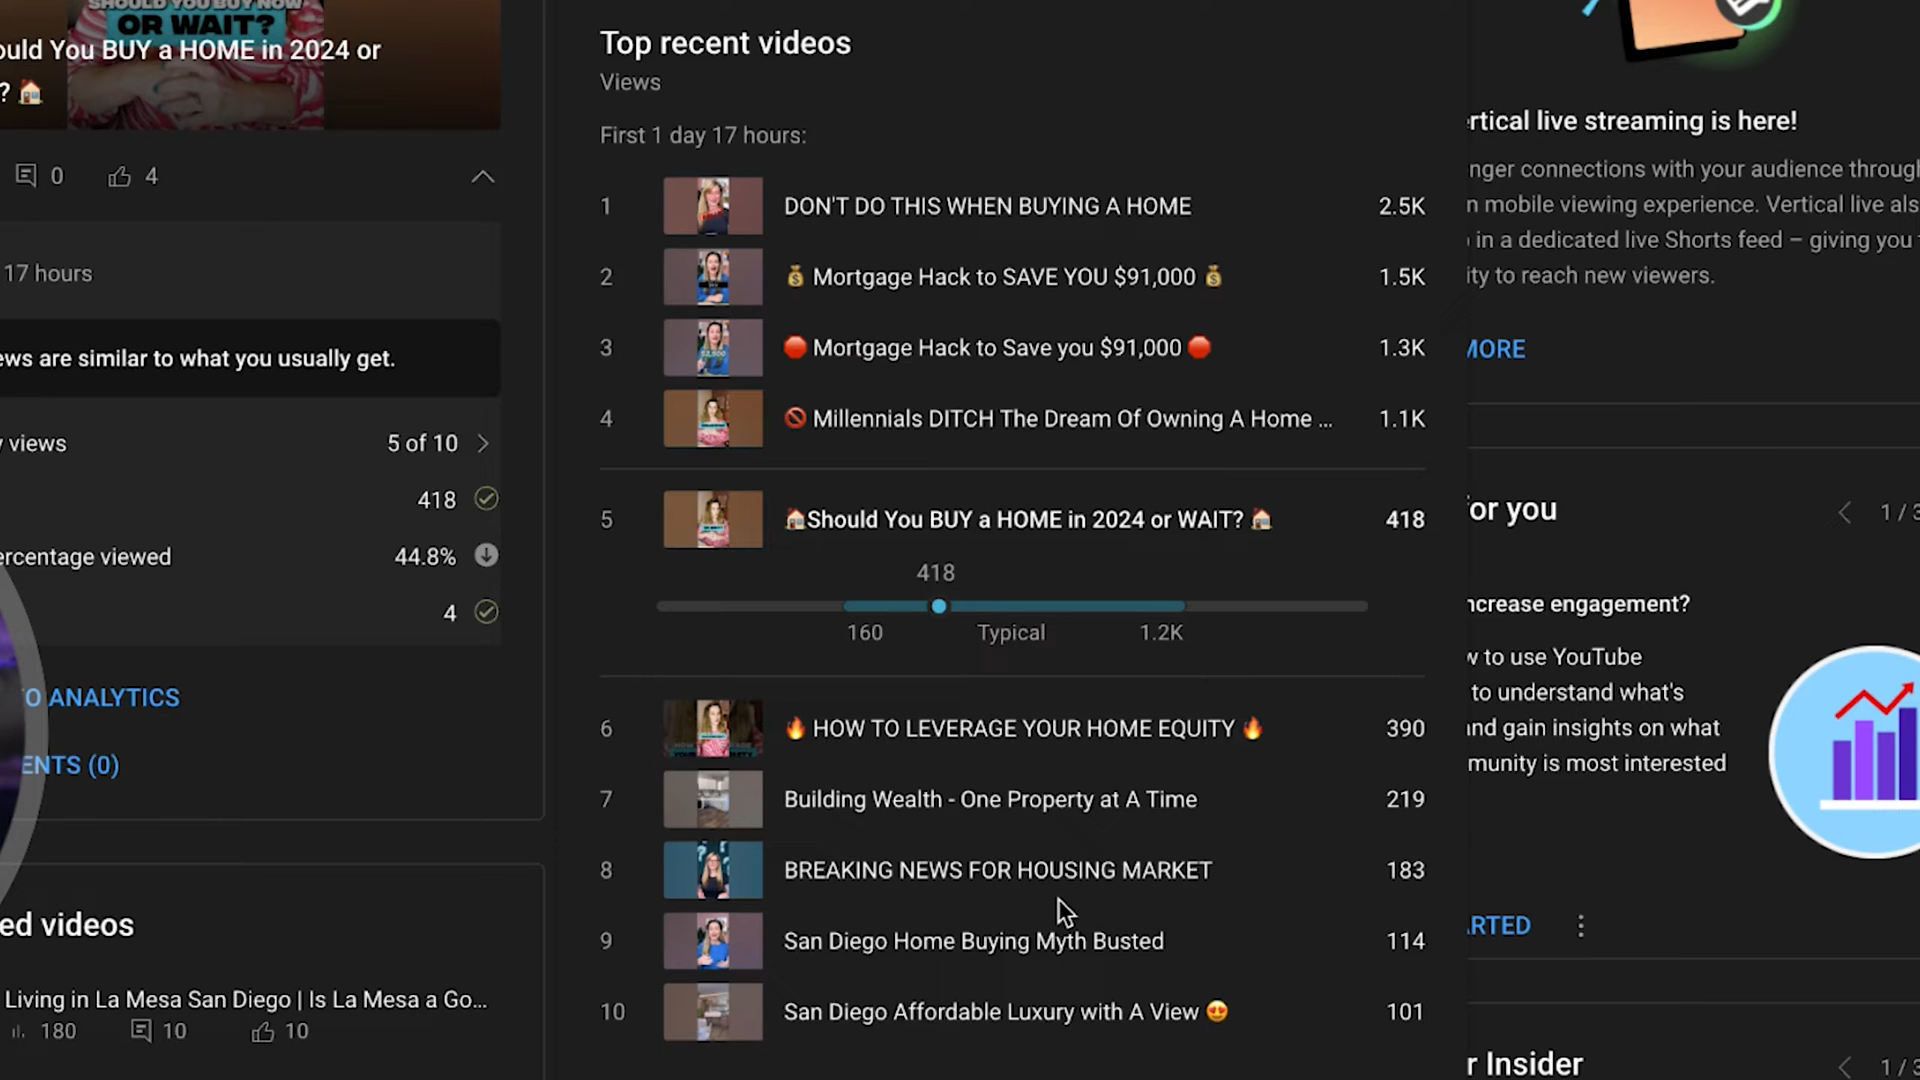 SHOULD YOU BUY NOW
OR WAIT?
ould You BUY a HOME in 2024 or
? 🏠
0 4
17 hours
ews are similar to what you usually get.
views 5 of 10
418
ercentage viewed 44.8%
4
O ANALYTICS
ENTS (0)
ed videos
Living in La Mesa San Diego | Is La Mesa a Go...
180 10 10
Top recent videos
Views
First 1 day 17 hours:
1 DON'T DO THIS WHEN BUYING A HOME 2.5K
2 💰 Mortgage Hack to SAVE YOU $91,000 💰 1.5K
3 🛑 Mortgage Hack to Save you $91,000 🛑 1.3K
4 🚫 Millennials DITCH The Dream Of Owning A Home ... 1.1K
5 🏠Should You BUY a HOME in 2024 or WAIT? 🏠 418
418
160 Typical 1.2K
6 🔥 HOW TO LEVERAGE YOUR HOME EQUITY 🔥 390
7 Building Wealth - One Property at A Time 219
8 BREAKING NEWS FOR HOUSING MARKET 183
9 San Diego Home Buying Myth Busted 114
10 San Diego Affordable Luxury with A View 😍 101
ertical live streaming is here!
nger connections with your audience through
n mobile viewing experience. Vertical live als
in a dedicated live Shorts feed – giving you
ity to reach new viewers.
MORE
for you 1 / 3
ncrease engagement?
w to use YouTube
to understand what's
and gain insights on what
munity is most interested
ARTED
r Insider 1 / 3